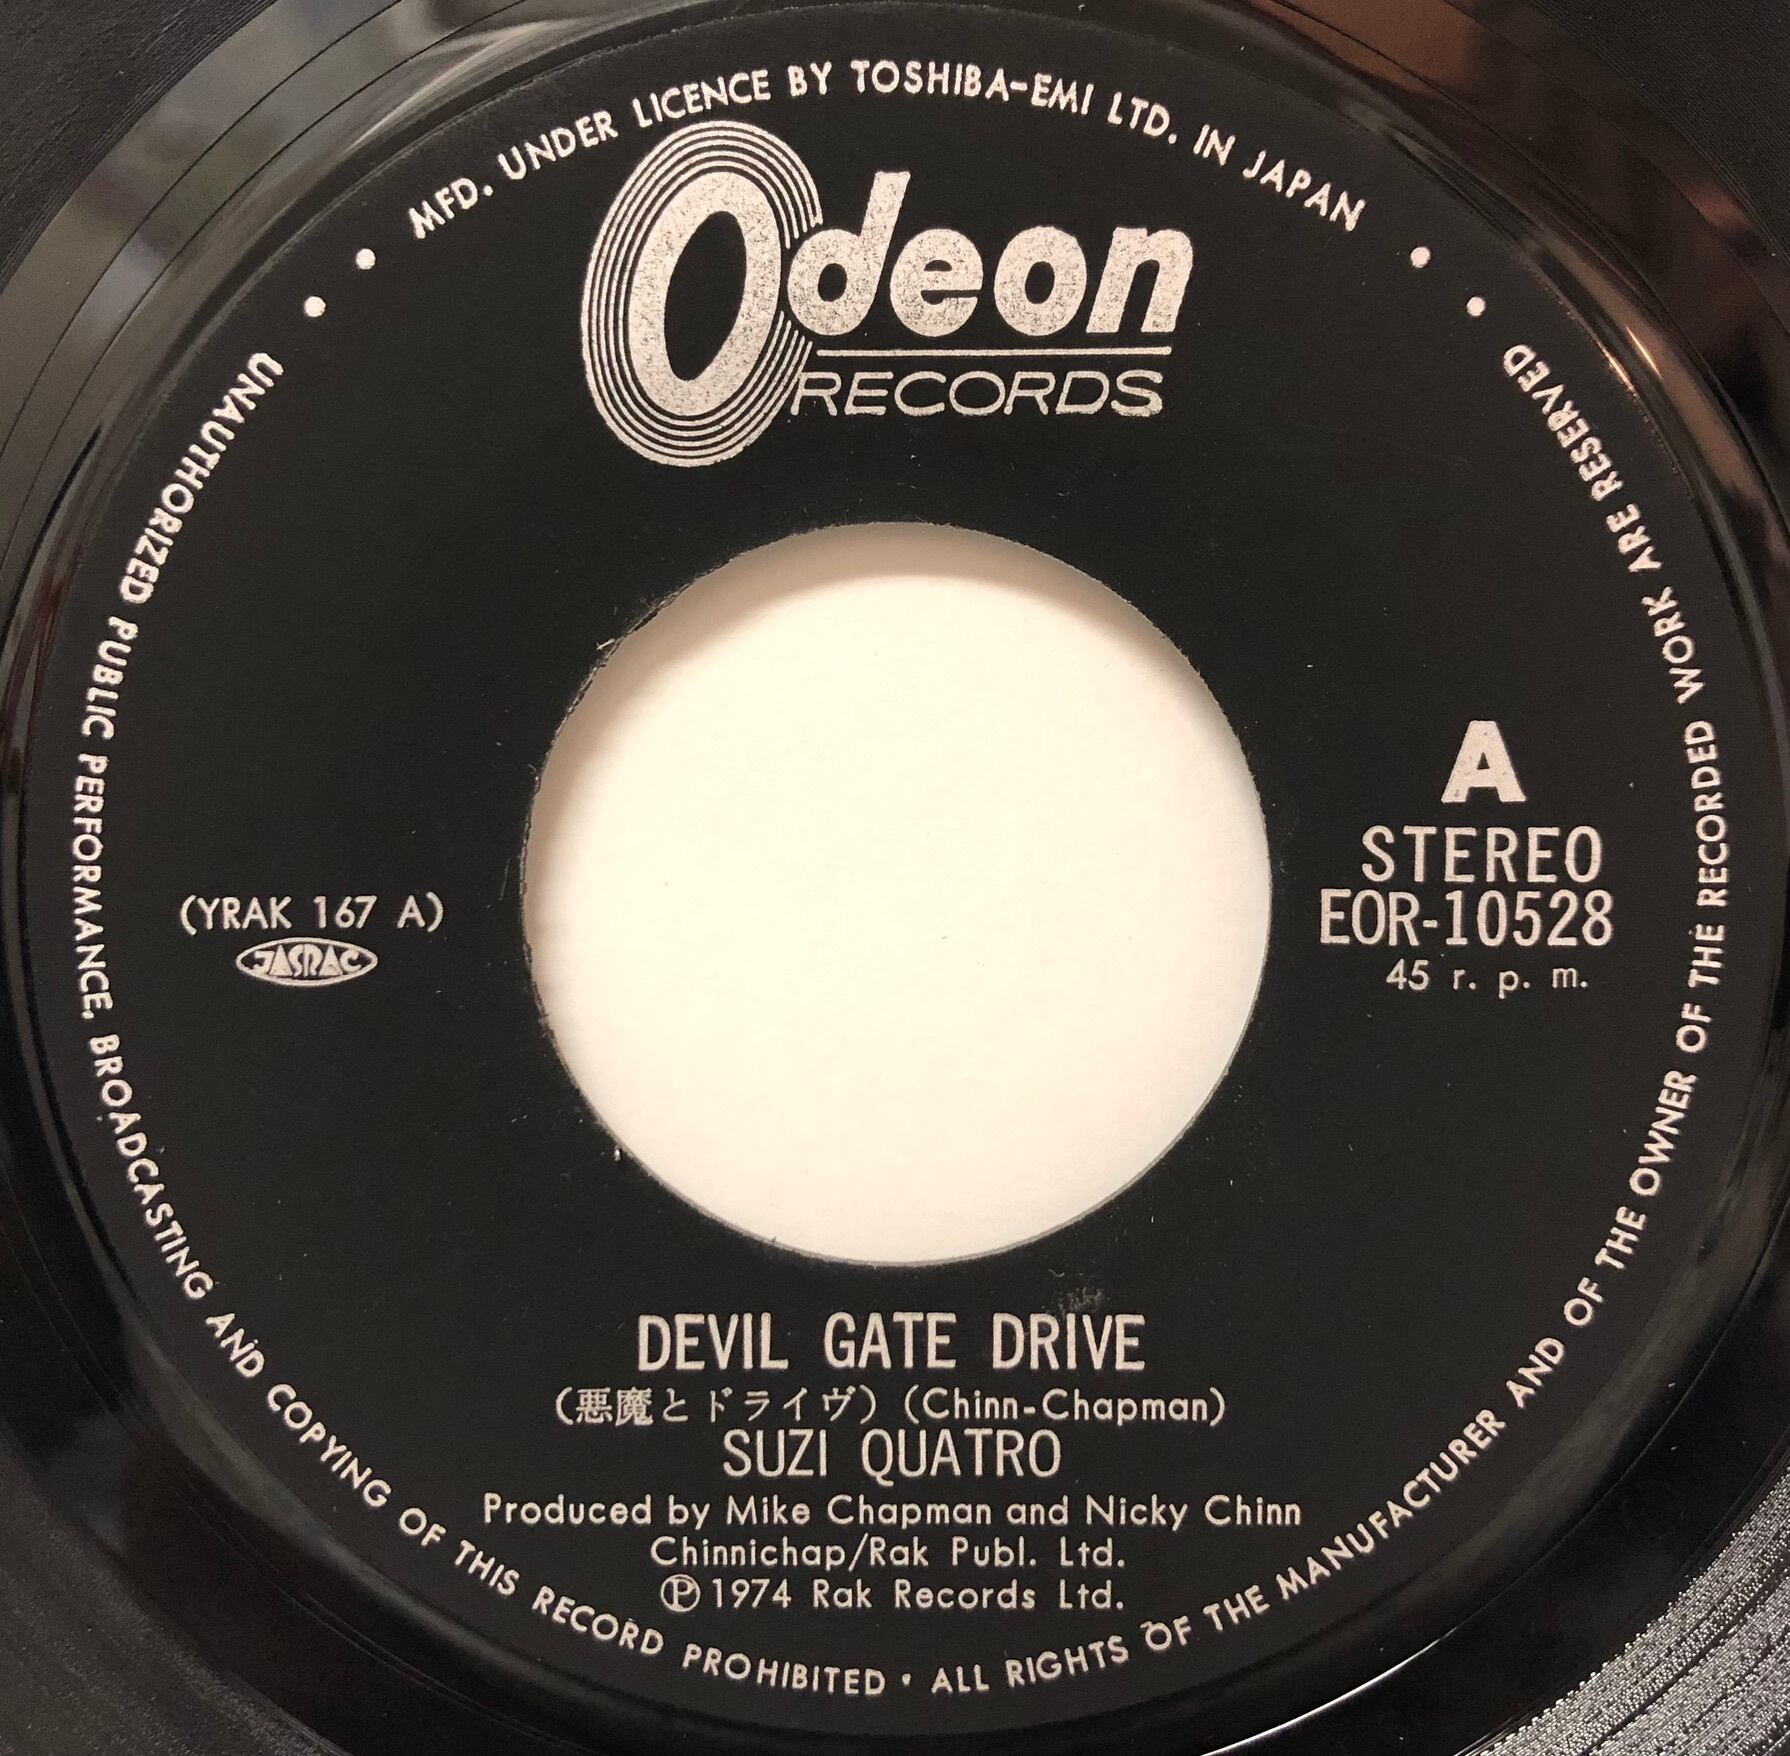 MFD. UNDER LICENCE BY TOSHIBA-EMI LTD. IN JAPAN
Odeon
RECORDS
A
STEREO
EOR-10528
45 r. p. m.
(YRAK 167 A)
JASRAC
DEVIL GATE DRIVE
(悪魔とドライヴ) (Chinn-Chapman)
SUZI QUATRO
Produced by Mike Chapman and Nicky Chinn
Chinnichap/Rak Publ. Ltd.
Ⓟ1974 Rak Records Ltd.
UNAUTHORIZED PUBLIC PERFORMANCE, BROADCASTING AND COPYING OF THIS RECORD PROHIBITED • ALL RIGHTS OF THE MANUFACTURER AND OF THE OWNER OF THE RECORDED WORK ARE RESERVED